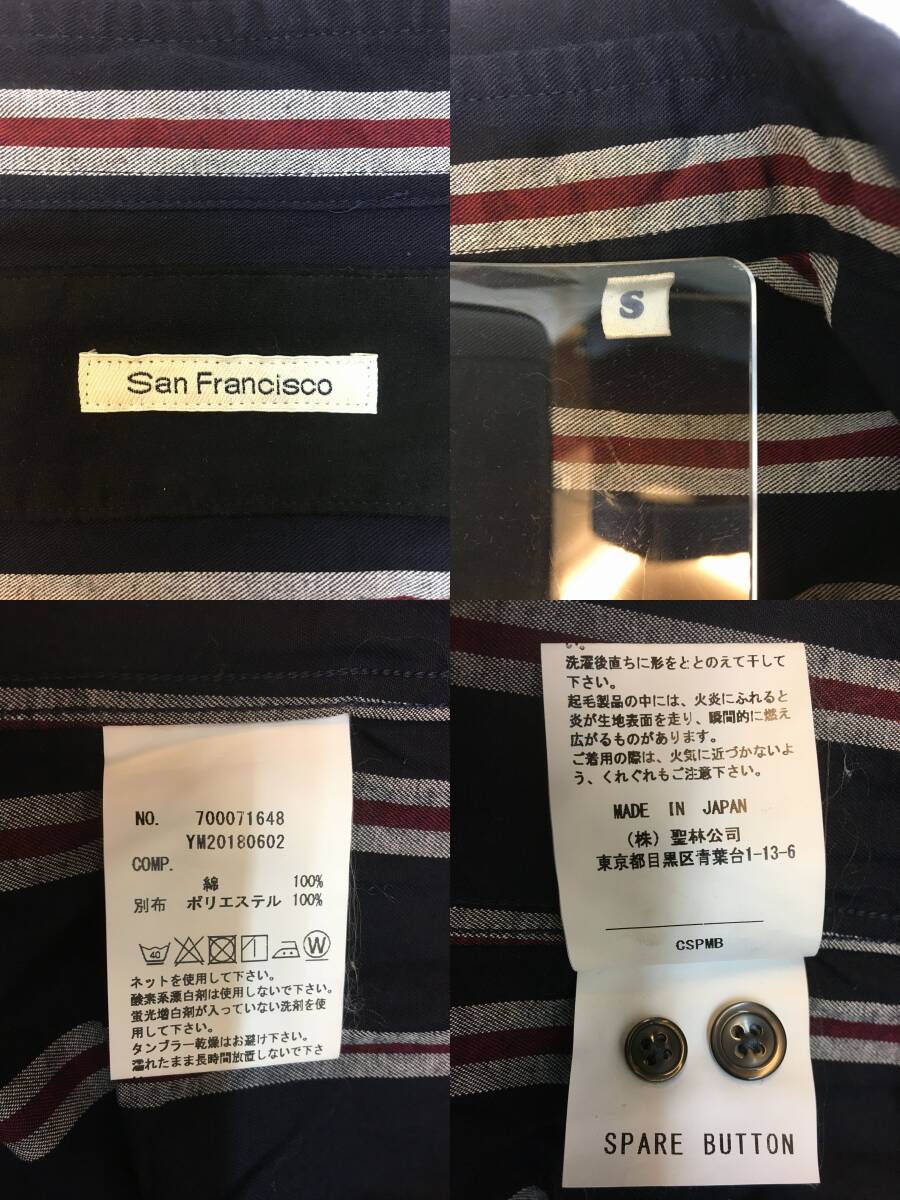 San Francisco
S
NO. 700071648
YM20180602
COMP.
綿 100%
別布 ポリエステル 100%
40
W
ネットを使用して下さい。
酸素系漂白剤は使用しないで下さい。
蛍光増白剤が入っていない洗剤を使
用して下さい。
タンブラー乾燥はお避け下さい。
濡れたまま長時間放置しないで下さ
い。
洗濯後直ちに形をととのえて干して
下さい。
起毛製品の中には、火炎にふれると
炎が生地表面を走り、瞬間的に燃え
広がるものがあります。
ご着用の際は、火気に近づかないよ
う、くれぐれもご注意下さい。
MADE IN JAPAN
(株) 聖林公司
東京都目黒区青葉台1-13-6
CSPMB
SPARE BUTTON